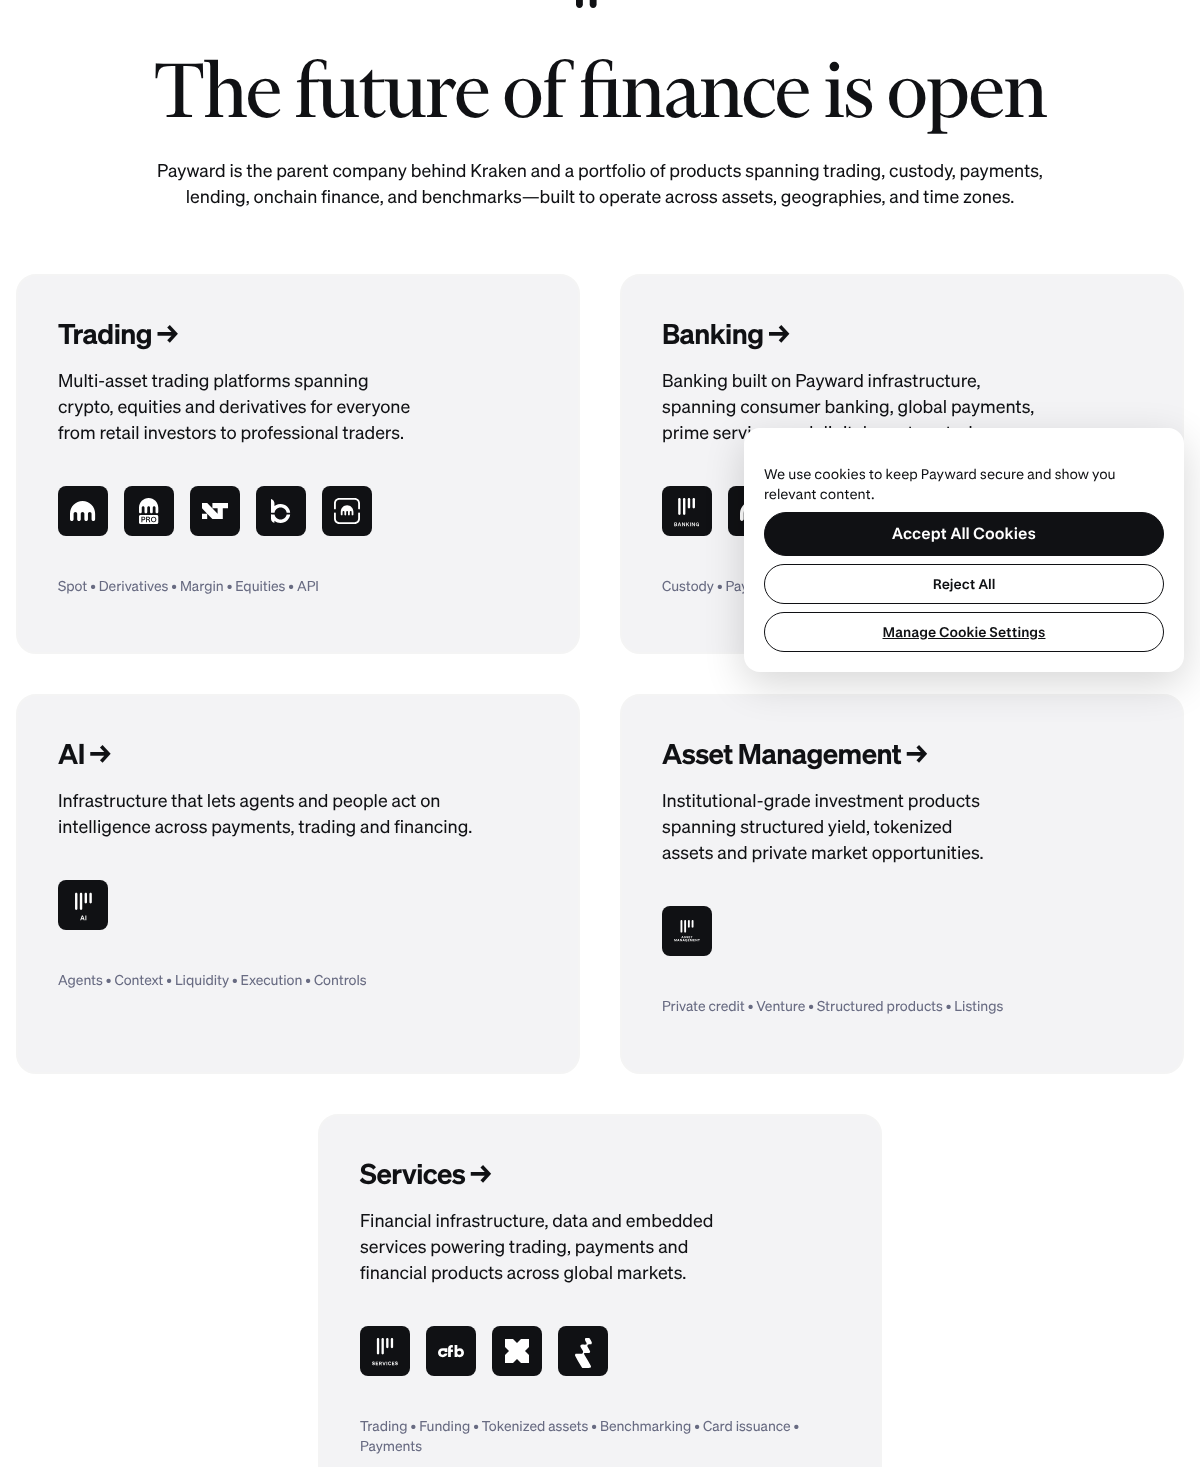 The future of finance is open
Payward is the parent company behind Kraken and a portfolio of products spanning trading, custody, payments,
lending, onchain finance, and benchmarks—built to operate across assets, geographies, and time zones.
Trading →
Multi-asset trading platforms spanning
crypto, equities and derivatives for everyone
from retail investors to professional traders.
PRO
NT
b
Spot • Derivatives • Margin • Equities • API
Banking →
Banking built on Payward infrastructure,
spanning consumer banking, global payments,
prime
BANKING
Custody •
We use cookies to keep Payward secure and show you
relevant content.
Accept All Cookies
Reject All
Manage Cookie Settings
AI →
Infrastructure that lets agents and people act on
intelligence across payments, trading and financing.
AI
Agents • Context • Liquidity • Execution • Controls
Asset Management →
Institutional-grade investment products
spanning structured yield, tokenized
assets and private market opportunities.
ASSET
MANAGEMENT
Private credit • Venture • Structured products • Listings
Services →
Financial infrastructure, data and embedded
services powering trading, payments and
financial products across global markets.
SERVICES
cfb
Trading • Funding • Tokenized assets • Benchmarking • Card issuance •
Payments